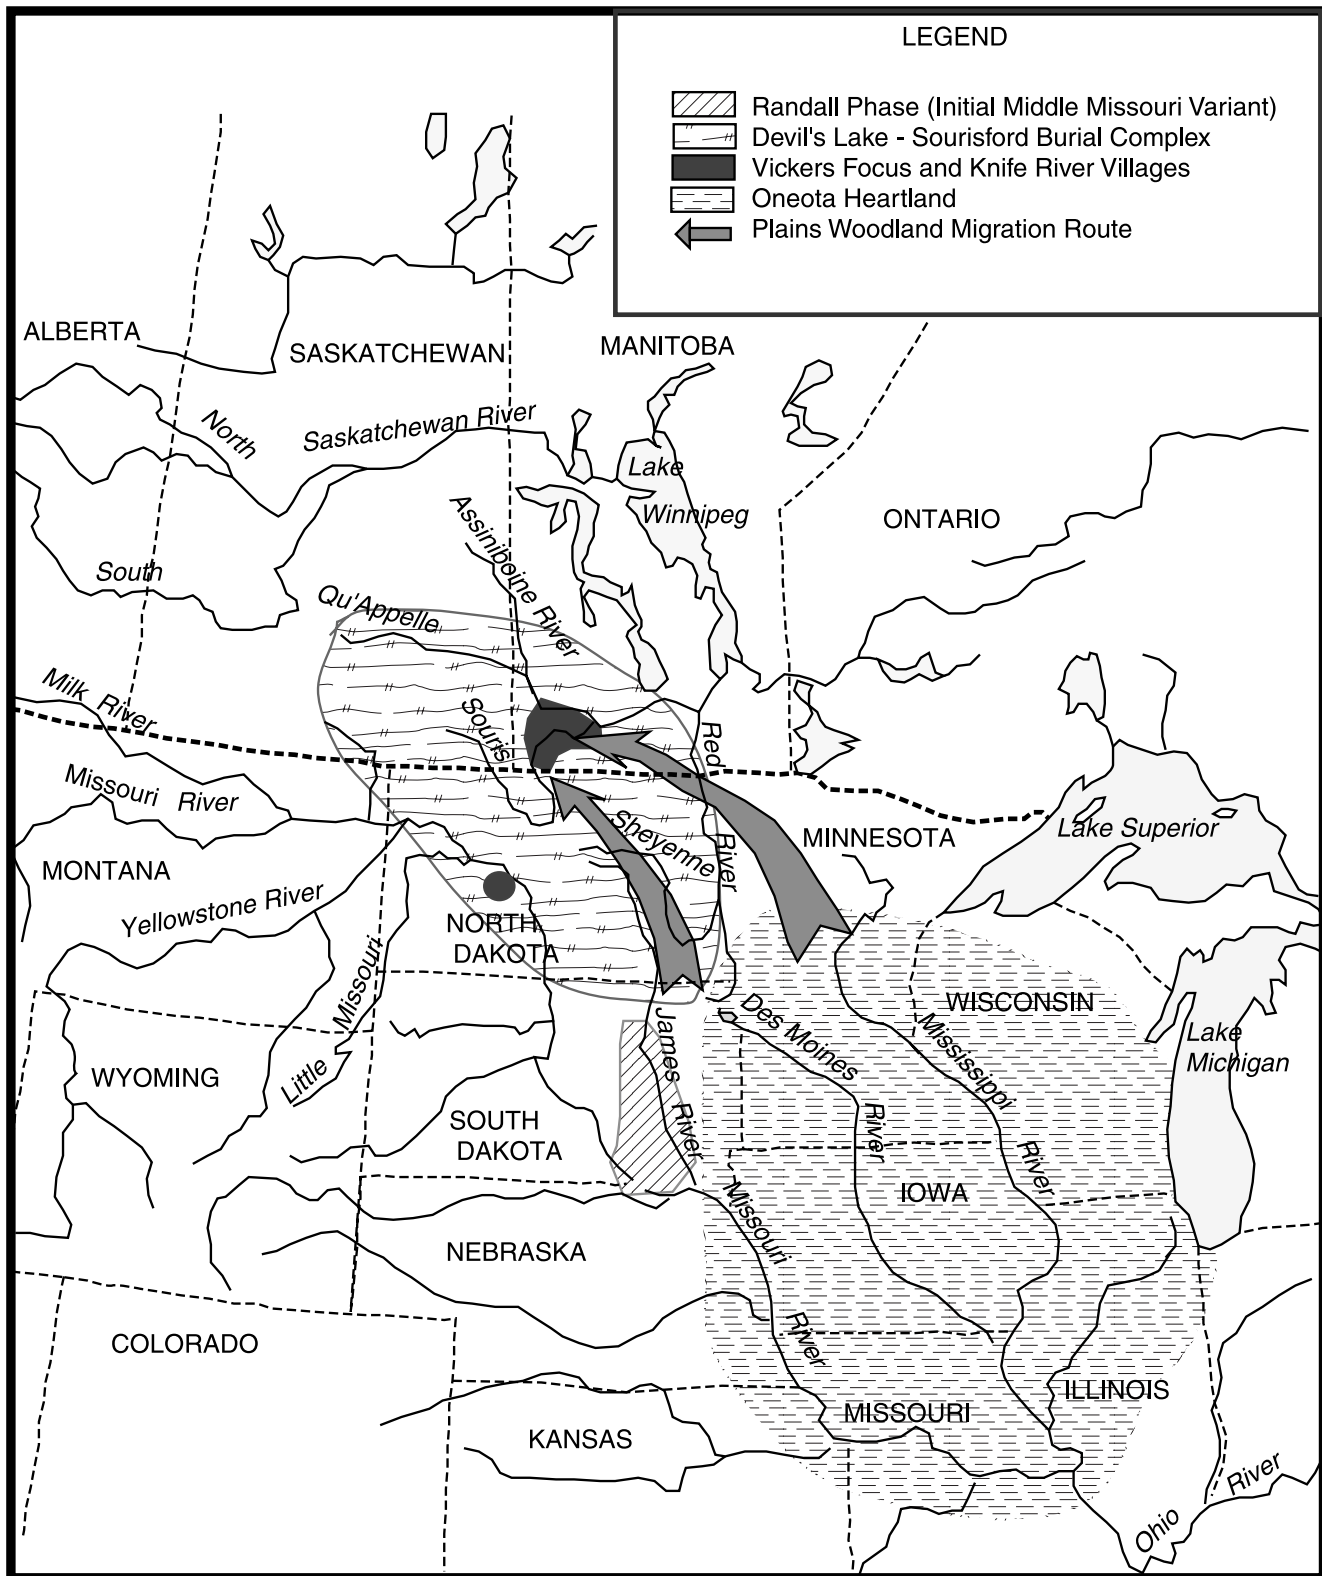 LEGEND
Randall Phase (Initial Middle Missouri Variant)
Devil's Lake - Sourisford Burial Complex
Vickers Focus and Knife River Villages
Oneota Heartland
Plains Woodland Migration Route
ALBERTA
SASKATCHEWAN
MANITOBA
North
Saskatchewan River
Lake
Winnipeg
ONTARIO
Assiniboine River
South
Qu'Appelle
Milk River
Souris
Red
River
Missouri River
Sheyenne
MINNESOTA
Lake Superior
MONTANA
Yellowstone River
NORTH
DAKOTA
Little
Missouri
WISCONSIN
Des Moines
River
Mississippi
River
Lake
Michigan
James
River
WYOMING
SOUTH
DAKOTA
IOWA
Missouri
River
NEBRASKA
COLORADO
ILLINOIS
MISSOURI
KANSAS
Ohio
River